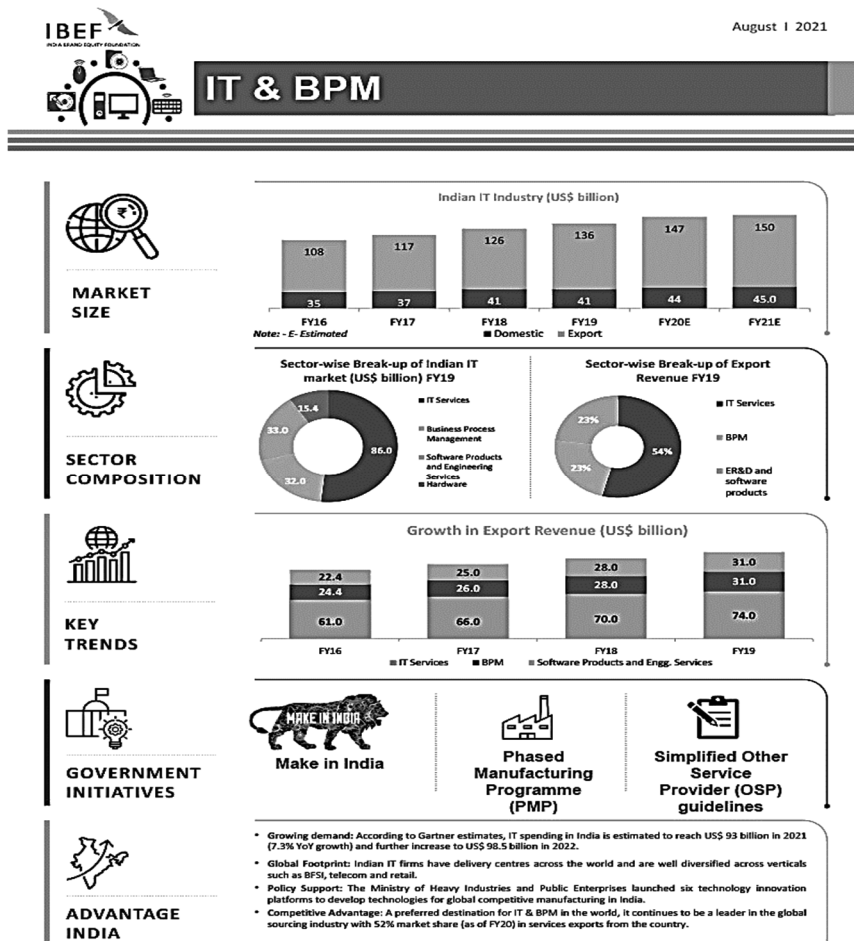 IBEF
INDIA BRAND EQUITY FOUNDATION
August I 2021
IT & BPM
MARKET
SIZE
Indian IT Industry (US$ billion)
108 117 126 136 147 150
35 37 41 41 44 45.0
FY16 FY17 FY18 FY19 FY20E FY21E
Note: - E- Estimated
Domestic Export
SECTOR
COMPOSITION
Sector-wise Break-up of Indian IT
market (US$ billion) FY19
15.4
33.0
86.0
32.0
IT Services
Business Process
Management
Software Products
and Engineering
Services
Hardware
Sector-wise Break-up of Export
Revenue FY19
23%
54%
23%
IT Services
BPM
ER&D and
software
products
KEY
TRENDS
Growth in Export Revenue (US$ billion)
22.4 25.0 28.0 31.0
24.4 26.0 28.0 31.0
61.0 66.0 70.0 74.0
FY16 FY17 FY18 FY19
IT Services BPM Software Products and Engg. Services
GOVERNMENT
INITIATIVES
MAKE IN INDIA
Make in India
Phased
Manufacturing
Programme
(PMP)
Simplified Other
Service
Provider (OSP)
guidelines
ADVANTAGE
INDIA
• Growing demand: According to Gartner estimates, IT spending in India is estimated to reach US$ 93 billion in 2021
(7.3% YoY growth) and further increase to US$ 98.5 billion in 2022.
• Global Footprint: Indian IT firms have delivery centres across the world and are well diversified across verticals
such as BFSI, telecom and retail.
• Policy Support: The Ministry of Heavy Industries and Public Enterprises launched six technology innovation
platforms to develop technologies for global competitive manufacturing in India.
• Competitive Advantage: A preferred destination for IT & BPM in the world, it continues to be a leader in the global
sourcing industry with 52% market share (as of FY20) in services exports from the country.